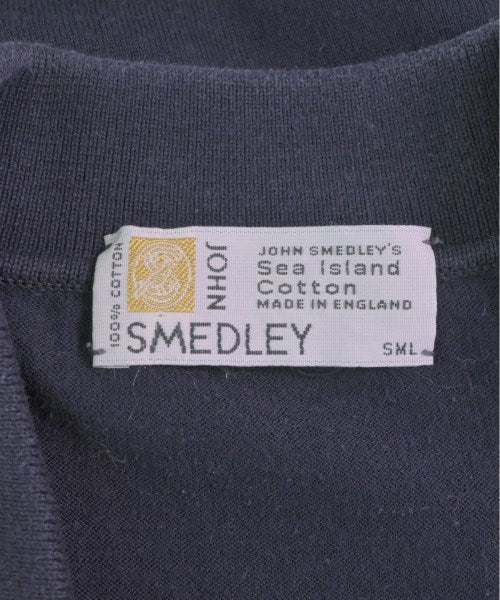 100% COTTON
JOHN
SMEDLEY
JOHN SMEDLEY'S
Sea Island
Cotton
MADE IN ENGLAND
SML